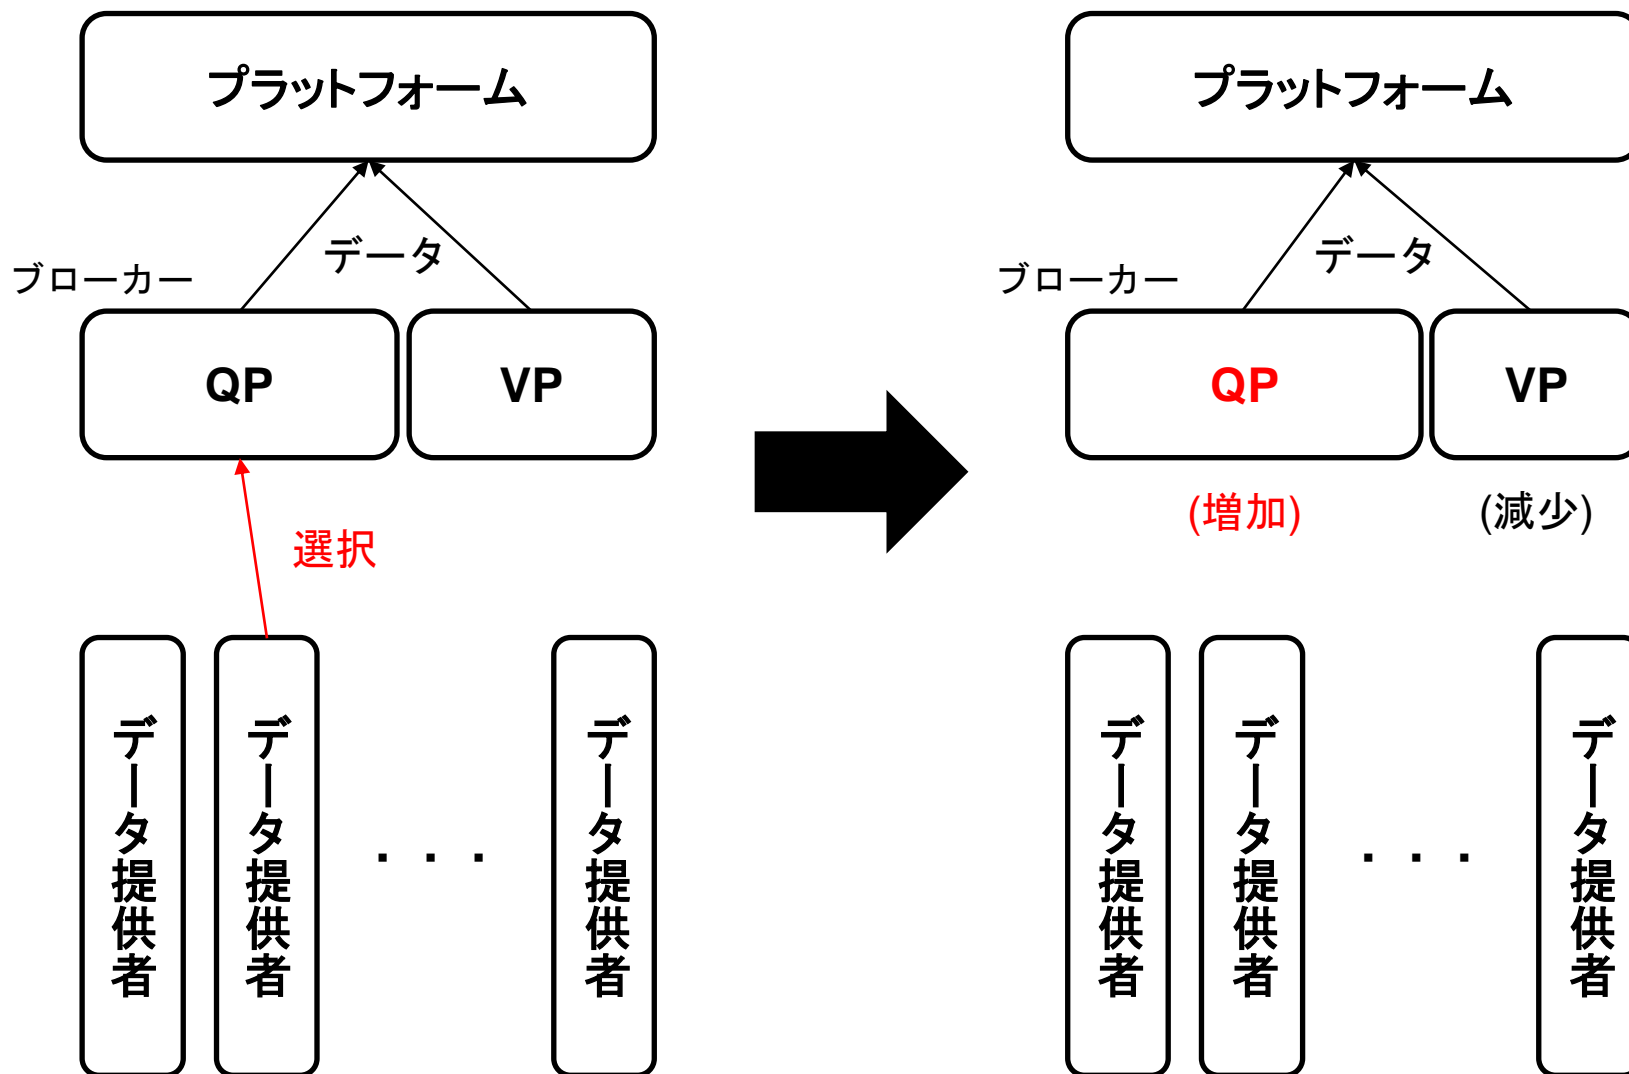 プラットフォーム
データ
ブローカー
QP
VP
選択
データ提供者
データ提供者
・・・
データ提供者
プラットフォーム
データ
ブローカー
QP
VP
(増加)
(減少)
データ提供者
データ提供者
・・・
データ提供者